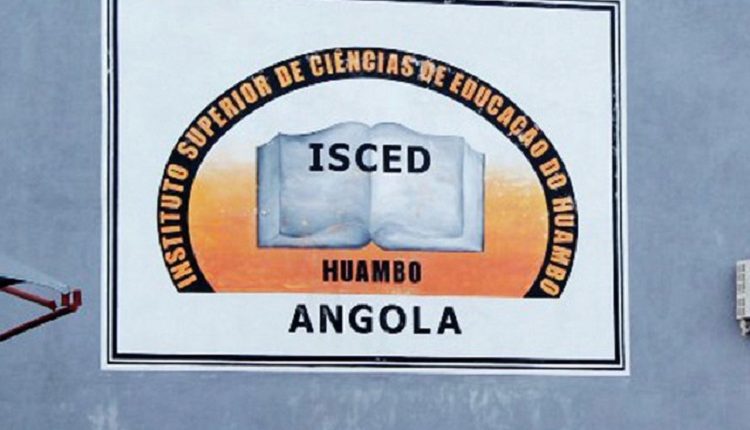 INSTITUTO SUPERIOR DE CIÊNCIAS DE EDUCAÇÃO DO HUAMBO
ISCED
HUAMBO
ANGOLA